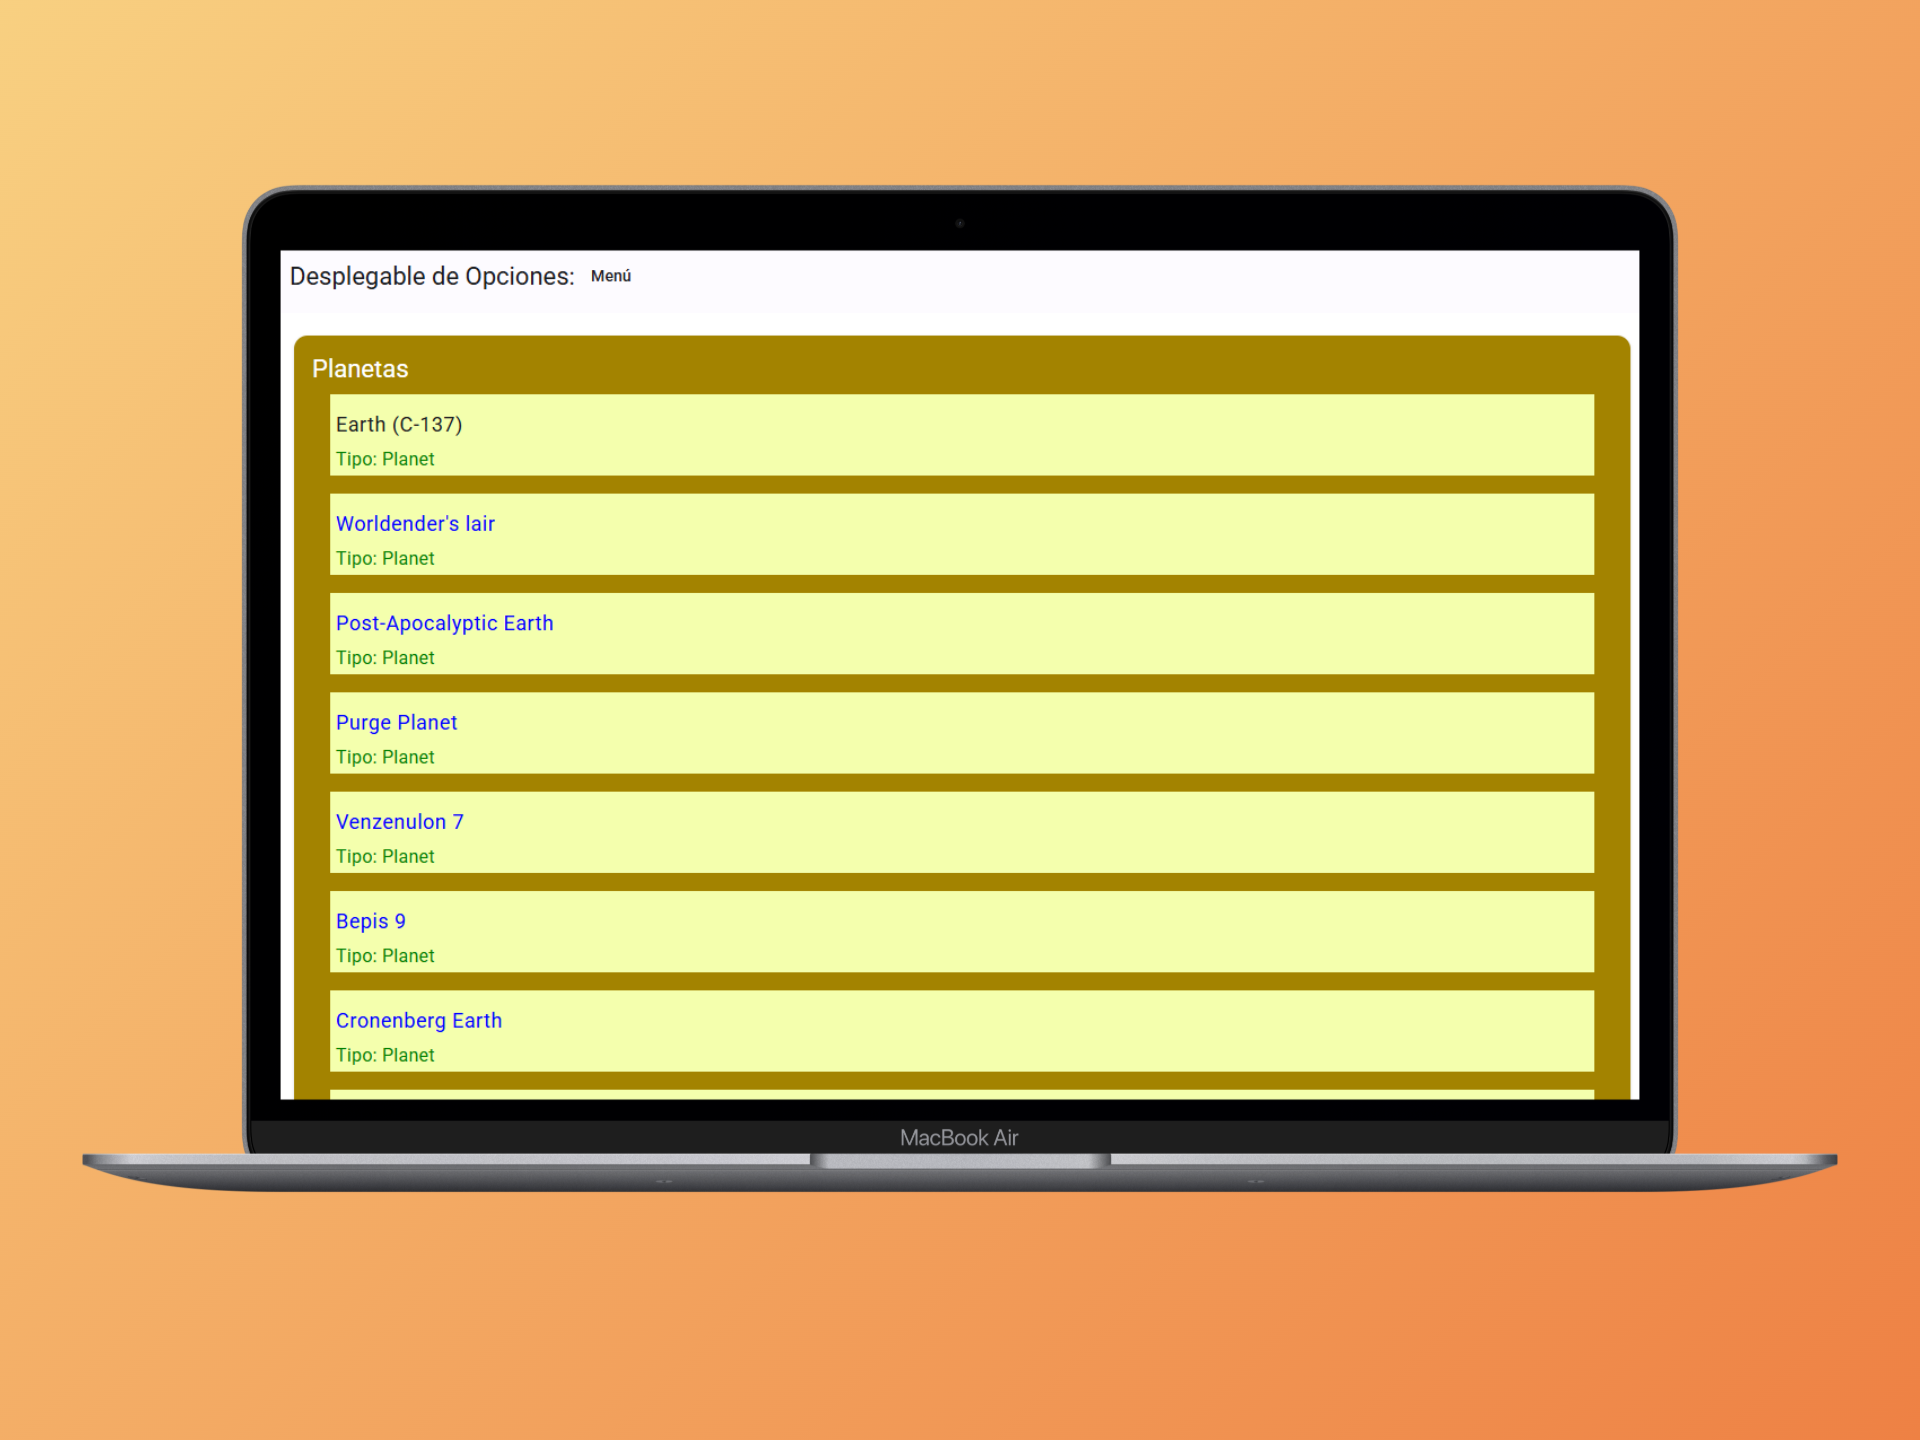 Desplegable de Opciones: Menú
Planetas
Earth (C-137)
Tipo: Planet
Worldender's lair
Tipo: Planet
Post-Apocalyptic Earth
Tipo: Planet
Purge Planet
Tipo: Planet
Venzenulon 7
Tipo: Planet
Bepis 9
Tipo: Planet
Cronenberg Earth
Tipo: Planet
MacBook Air